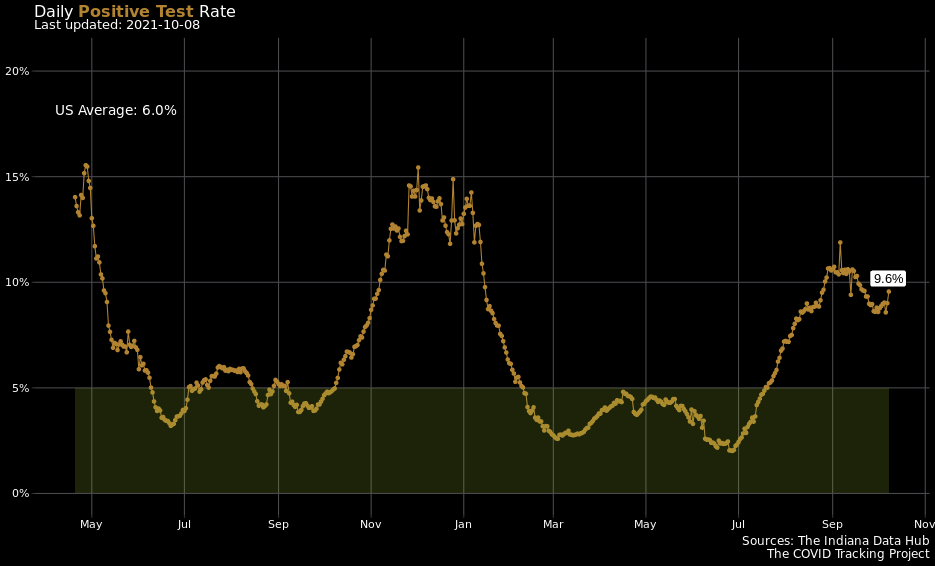 Daily Positive Test Rate
Last updated: 2021-10-08
20%
US Average: 6.0%
15%
10%
9.6%
5%
0%
May Jul Sep Nov Jan Mar May Jul Sep Nov
Sources: The Indiana Data Hub
The COVID Tracking Project